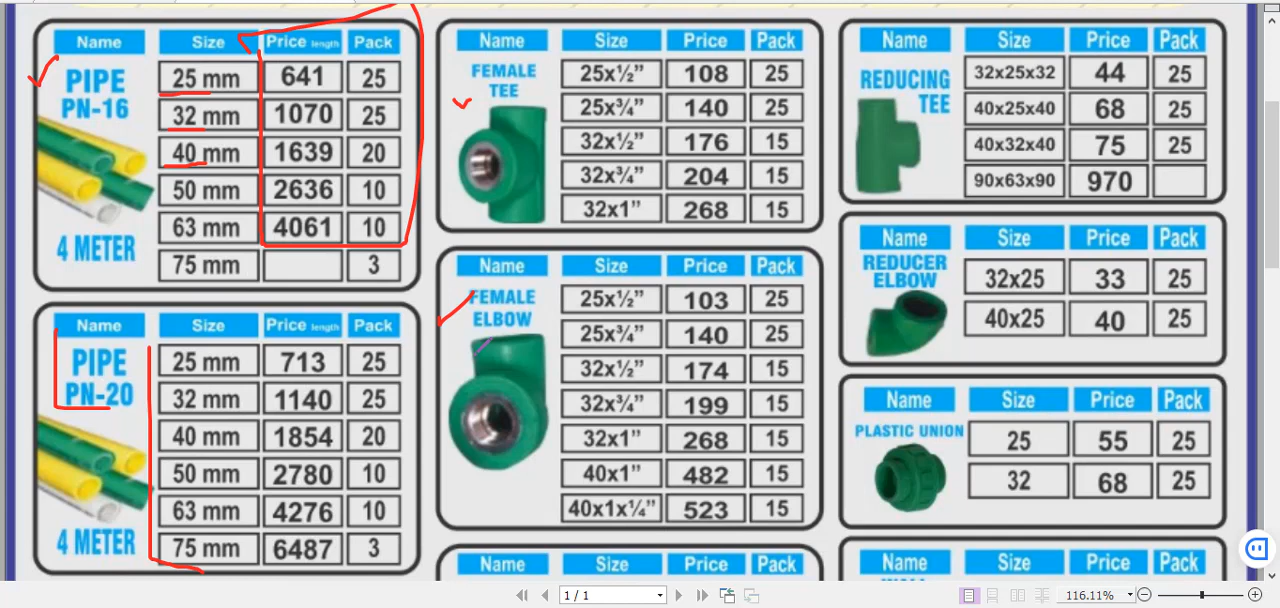 Name Size Price length Pack
PIPE PN-16
25 mm 641 25
32 mm 1070 25
40 mm 1639 20
50 mm 2636 10
63 mm 4061 10
75 mm 3
4 METER
Name Size Price length Pack
PIPE PN-20
25 mm 713 25
32 mm 1140 25
40 mm 1854 20
50 mm 2780 10
63 mm 4276 10
75 mm 6487 3
4 METER
Name Size Price Pack
FEMALE TEE
25x½” 108 25
25x¾” 140 25
32x½” 176 15
32x¾” 204 15
32x1” 268 15
Name Size Price Pack
FEMALE ELBOW
25x½” 103 25
25x¾” 140 25
32x½” 174 15
32x¾” 199 15
32x1” 268 15
40x1” 482 15
40x1x¼” 523 15
Name Size Price Pack
Name Size Price Pack
REDUCING TEE
32x25x32 44 25
40x25x40 68 25
40x32x40 75 25
90x63x90 970
Name Size Price Pack
REDUCER ELBOW
32x25 33 25
40x25 40 25
Name Size Price Pack
PLASTIC UNION
25 55 25
32 68 25
Name Size Price Pack
1 / 1
116.11%